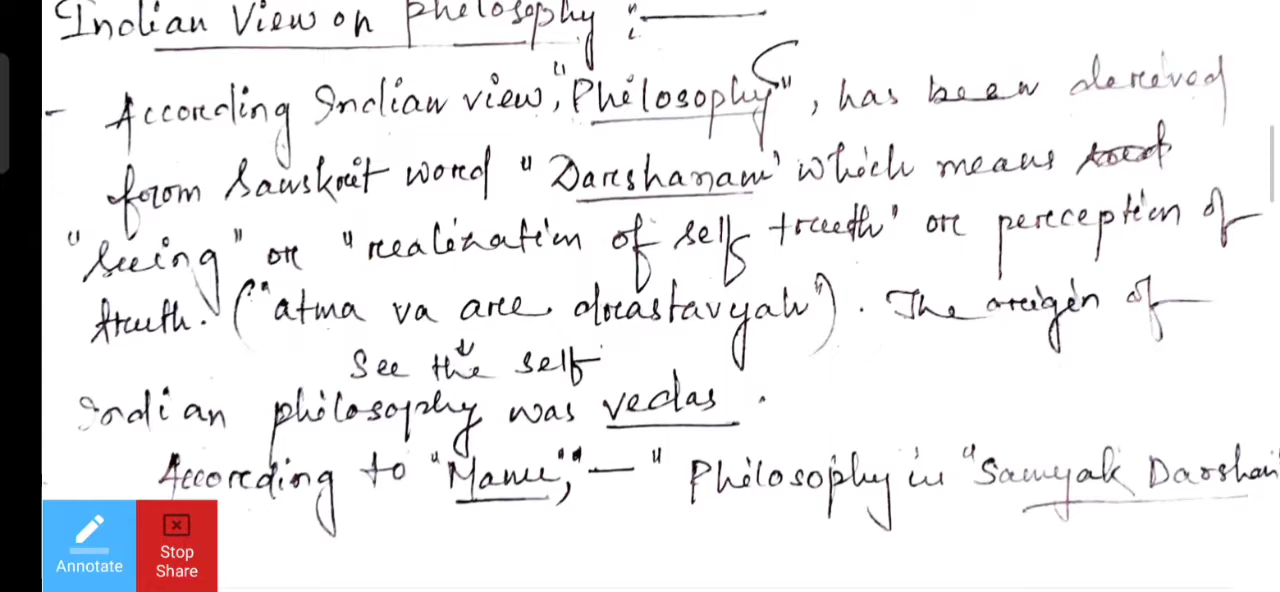 Indian View on Philosophy :-
- According Indian view, "Philosophy", has been derived
from Sanskrit word "Darshanam' which means
"Seeing" or "realization of self truth" or perception of
truth. ("atma va are drastavyah"). The origin of
See the self
Indian philosophy was vedas.
According to "Manu", - "Philosophy in "Samyak Darshan
Annotate
Stop
Share